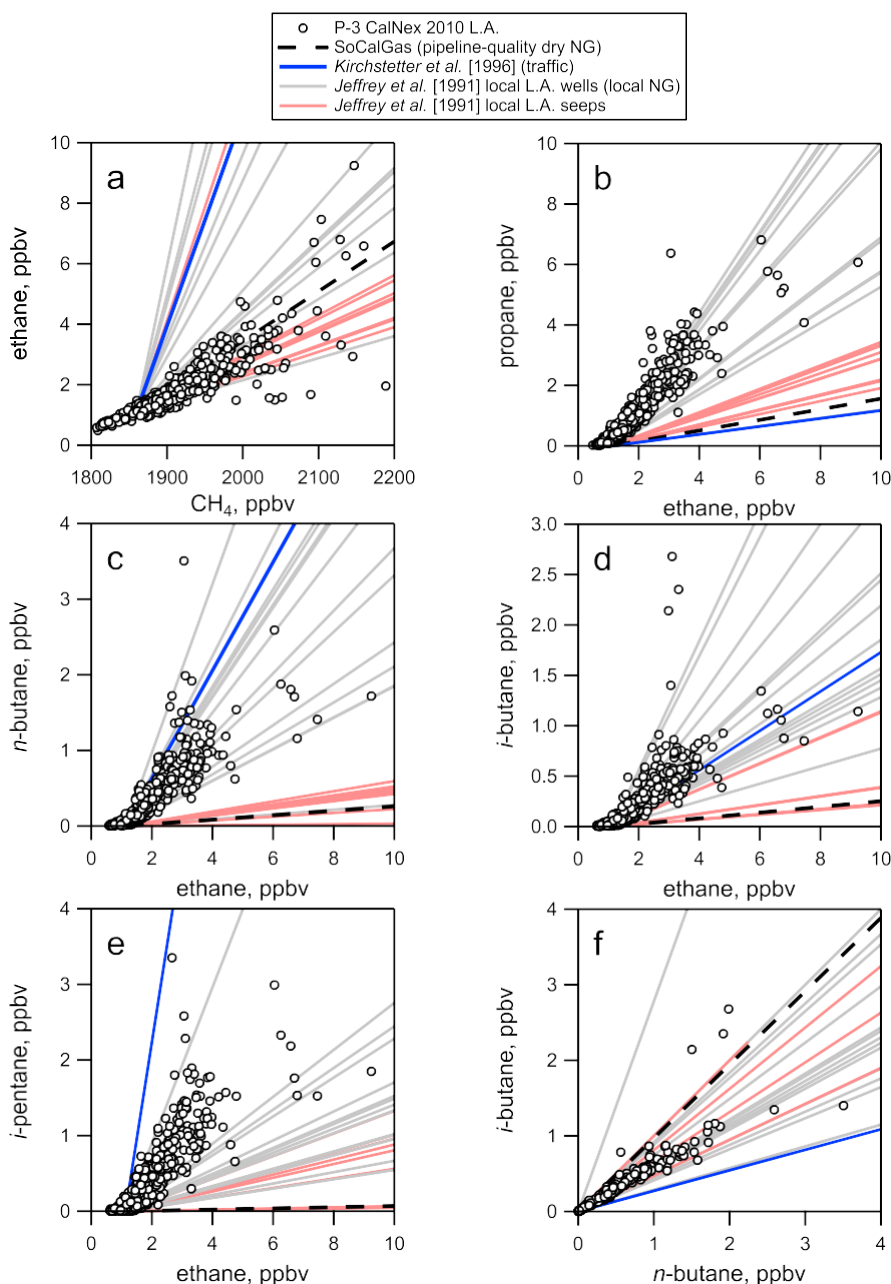 P-3 CalNex 2010 L.A.
SoCalGas (pipeline-quality dry NG)
Kirchstetter et al. [1996] (traffic)
Jeffrey et al. [1991] local L.A. wells (local NG)
Jeffrey et al. [1991] local L.A. seeps
a
10
8
6
4
2
0
ethane, ppbv
1800 1900 2000 2100 2200
CH4, ppbv
b
10
8
6
4
2
0
propane, ppbv
0 2 4 6 8 10
ethane, ppbv
c
4
3
2
1
0
n-butane, ppbv
0 2 4 6 8 10
ethane, ppbv
d
3.0
2.5
2.0
1.5
1.0
0.5
0.0
i-butane, ppbv
0 2 4 6 8 10
ethane, ppbv
e
4
3
2
1
0
i-pentane, ppbv
0 2 4 6 8 10
ethane, ppbv
f
4
3
2
1
0
i-butane, ppbv
0 1 2 3 4
n-butane, ppbv